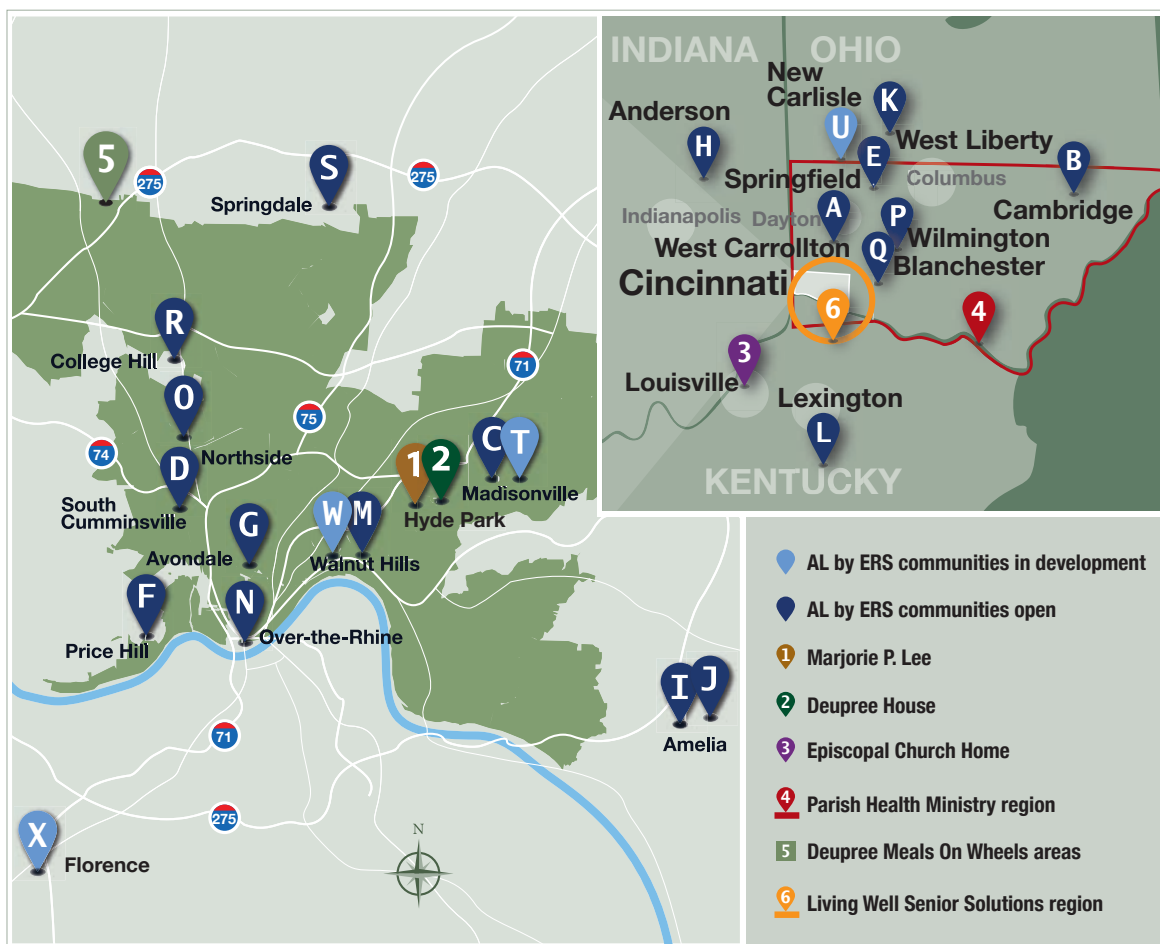 5
275
S
275
Springdale
R
College Hill
71
O
75
74
Northside
D
C
T
1
2
Madisonville
South
Cumminsville
Hyde Park
G
W
M
Avondale
Walnut Hills
F
N
Over-the-Rhine
Price Hill
I
J
Amelia
71
275
X
Florence
N
INDIANA
OHIO
New
Carlisle
K
Anderson
U
H
West Liberty
E
B
Springfield
Columbus
A
Indianapolis
Dayton
P
Cambridge
West Carrollton
Wilmington
Q
Blanchester
Cincinnati
6
4
3
Louisville
Lexington
L
KENTUCKY
AL by ERS communities in development
AL by ERS communities open
1 Marjorie P. Lee
2 Deupree House
3 Episcopal Church Home
4 Parish Health Ministry region
5 Deupree Meals On Wheels areas
6 Living Well Senior Solutions region